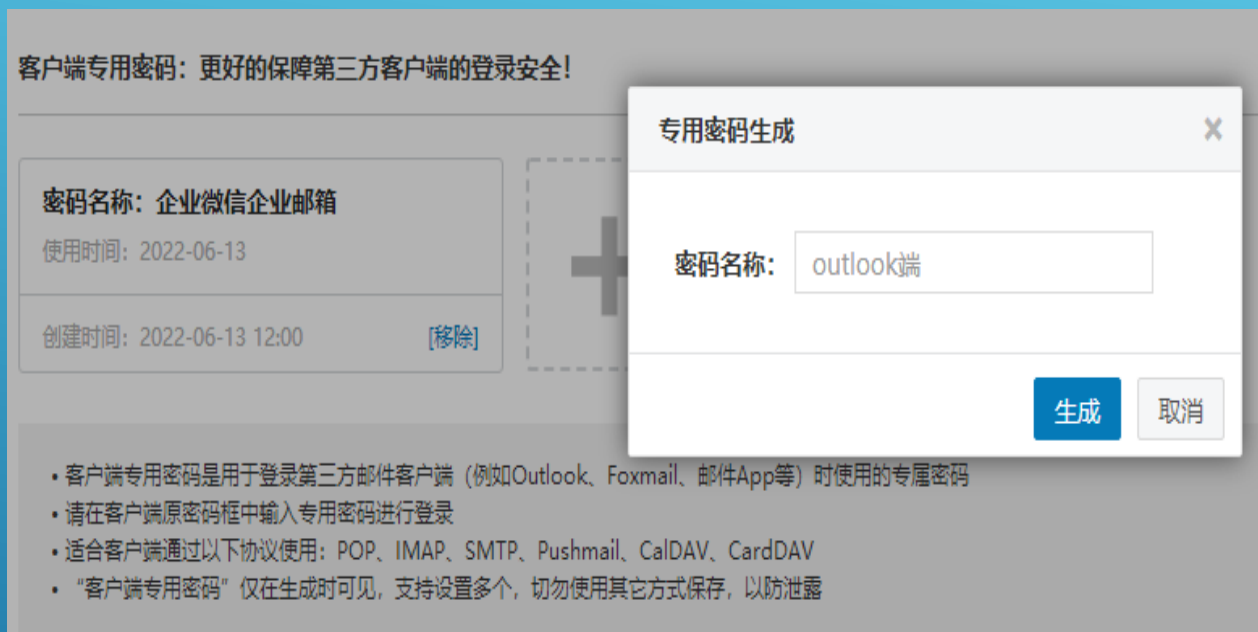 客户端专用密码：更好的保障第三方客户端的登录安全！
专用密码生成
×
密码名称：企业微信企业邮箱
使用时间：2022-06-13
密码名称：
outlook端
创建时间：2022-06-13 12:00
[移除]
生成
取消
• 客户端专用密码是用于登录第三方邮件客户端（例如Outlook、Foxmail、邮件App等）时使用的专属密码
• 请在客户端原密码框中输入专用密码进行登录
• 适合客户端通过以下协议使用：POP、IMAP、SMTP、Pushmail、CalDAV、CardDAV
• “客户端专用密码”仅在生成时可见，支持设置多个，切勿使用其它方式保存，以防泄露